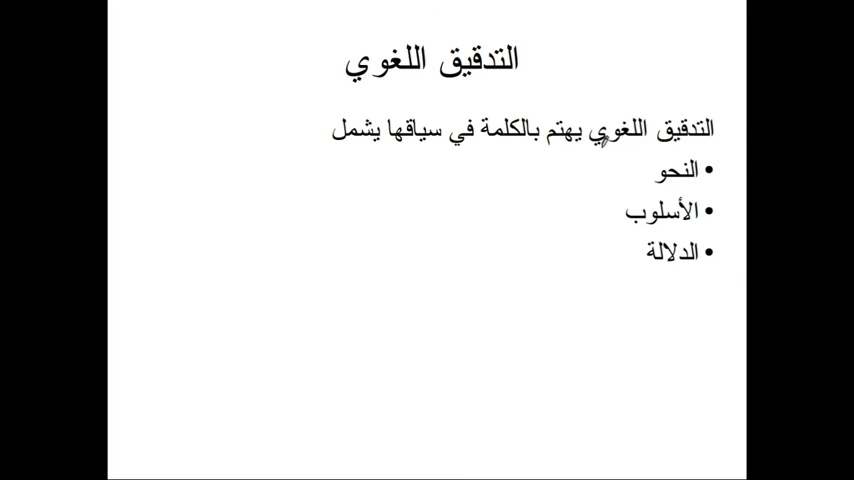 التدقيق اللغوي
التدقيق اللغوي يهتم بالكلمة في سياقها يشمل
• النحو
• الأسلوب
• الدلالة